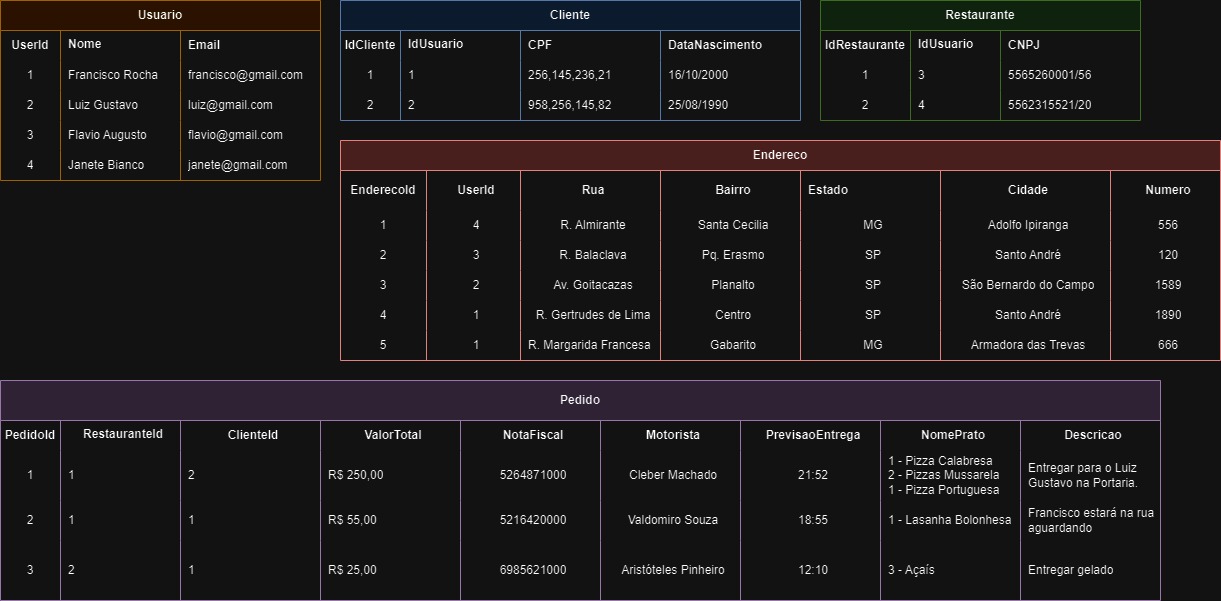 Usuario
UserId Nome Email
1 Francisco Rocha francisco@gmail.com
2 Luiz Gustavo luiz@gmail.com
3 Flavio Augusto flavio@gmail.com
4 Janete Bianco janete@gmail.com
Cliente
IdCliente IdUsuario CPF DataNascimento
1 1 256,145,236,21 16/10/2000
2 2 958,256,145,82 25/08/1990
Restaurante
IdRestaurante IdUsuario CNPJ
1 3 5565260001/56
2 4 5562315521/20
Endereco
EnderecoId UserId Rua Bairro Estado Cidade Numero
1 4 R. Almirante Santa Cecilia MG Adolfo Ipiranga 556
2 3 R. Balaclava Pq. Erasmo SP Santo André 120
3 2 Av. Goitacazas Planalto SP São Bernardo do Campo 1589
4 1 R. Gertrudes de Lima Centro SP Santo André 1890
5 1 R. Margarida Francesa Gabarito MG Armadora das Trevas 666
Pedido
PedidoId RestauranteId ClienteId ValorTotal NotaFiscal Motorista PrevisaoEntrega NomePrato Descricao
1 1 2 R$ 250,00 5264871000 Cleber Machado 21:52
1 - Pizza Calabresa
2 - Pizzas Mussarela
1 - Pizza Portuguesa
Entregar para o Luiz
Gustavo na Portaria.
2 1 1 R$ 55,00 5216420000 Valdomiro Souza 18:55 1 - Lasanha Bolonhesa
Francisco estará na rua
aguardando
3 2 1 R$ 25,00 6985621000 Aristóteles Pinheiro 12:10 3 - Açaís Entregar gelado